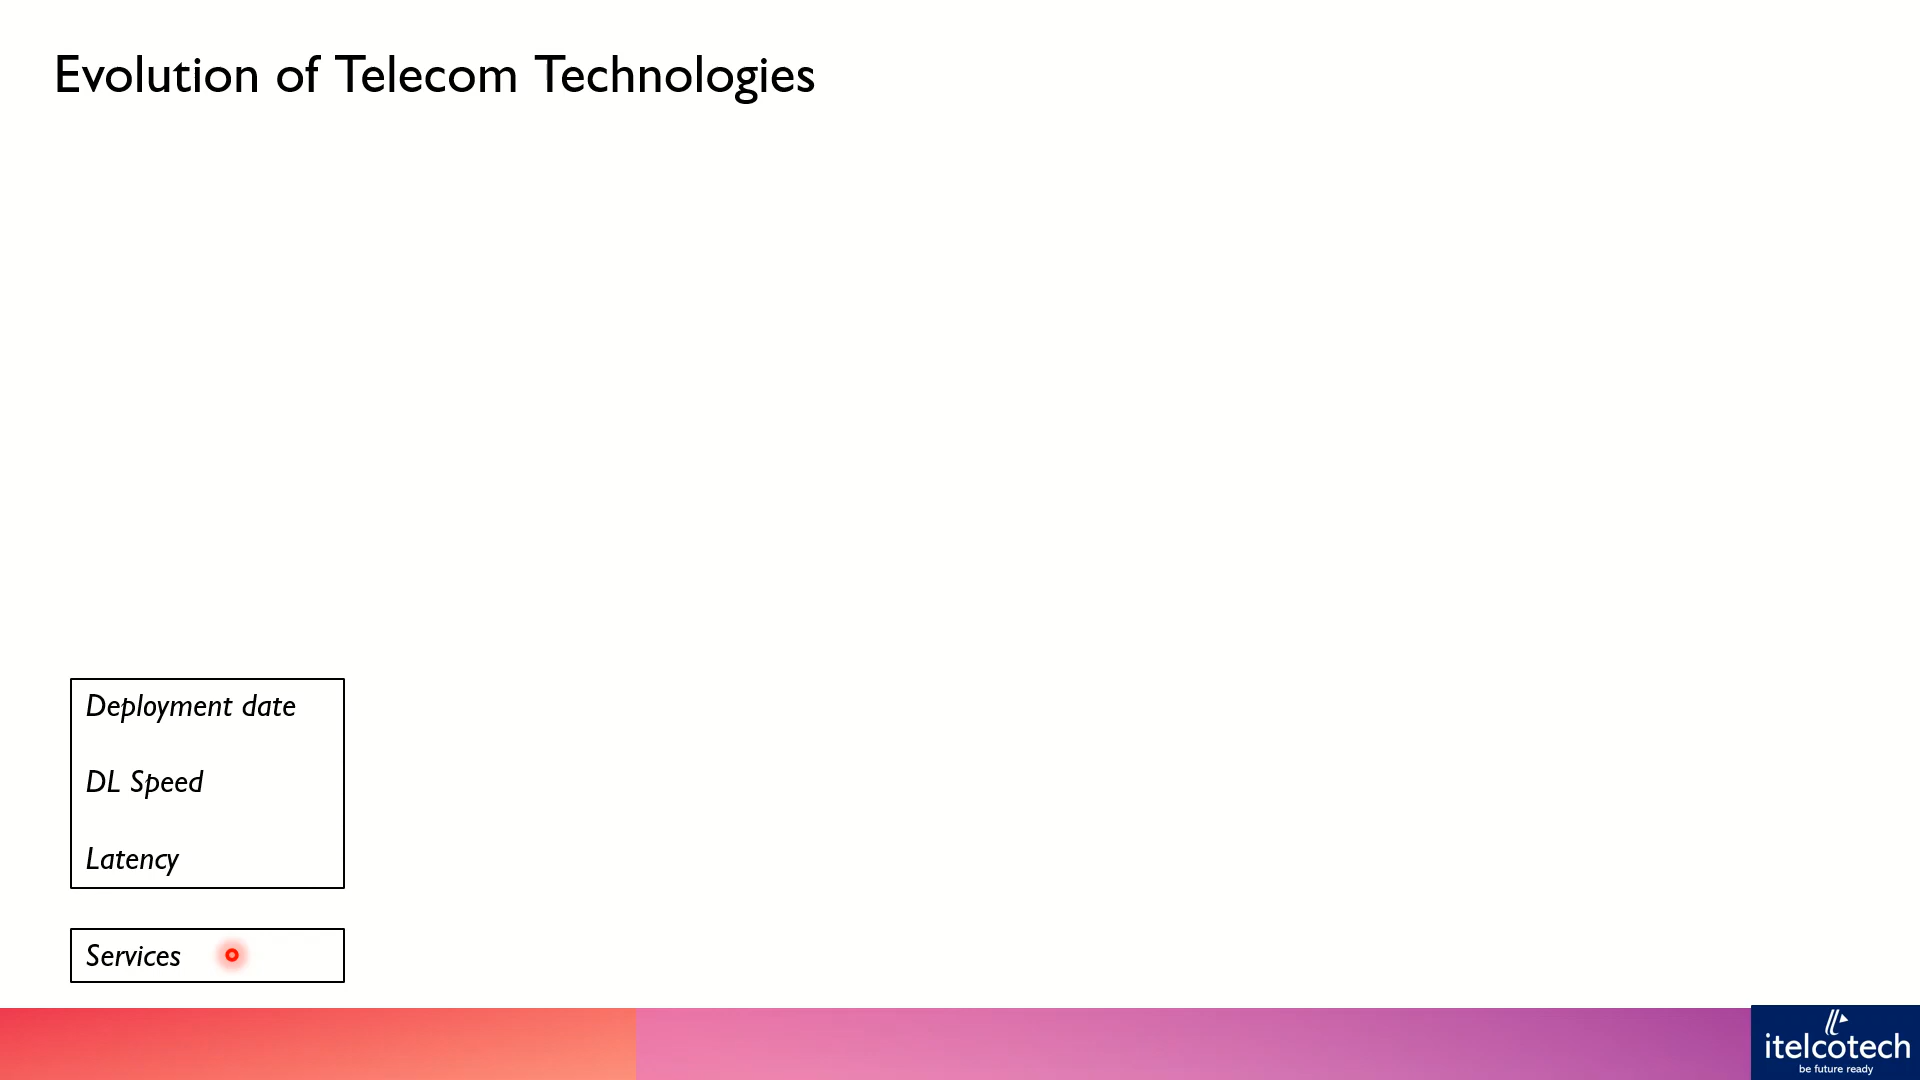 Evolution of Telecom Technologies
Deployment date
DL Speed
Latency
Services
itelcotech
be future ready